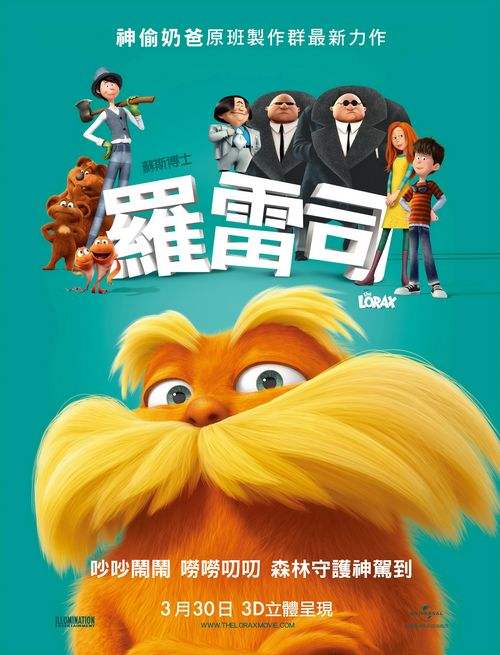 神偷奶爸原班製作群最新力作
蘇斯博士
羅雷司
the LORAX
吵吵鬧鬧 嘮嘮叨叨 森林守護神駕到
3月30日 3D立體呈現
WWW.THELORAXMOVIE.COM
ILLUMINATION
ENTERTAINMENT
UNIVERSAL